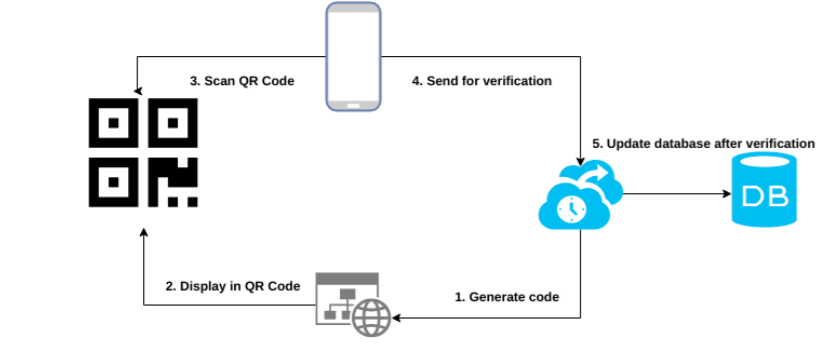 3. Scan QR Code
4. Send for verification
5. Update database after verification
DB
2. Display in QR Code
1. Generate code